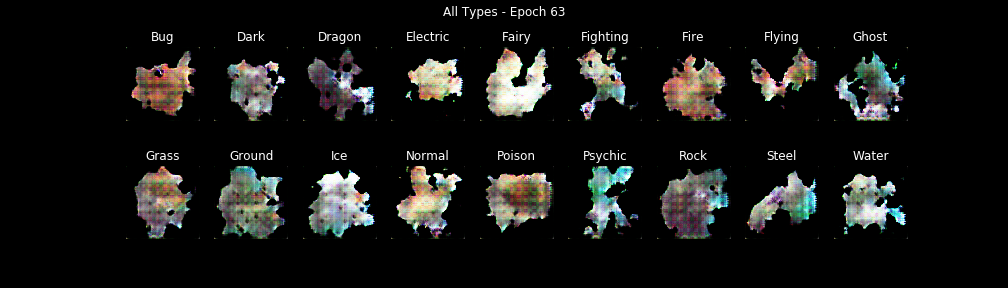 All Types - Epoch 63
Bug Dark Dragon Electric Fairy Fighting Fire Flying Ghost
Grass Ground Ice Normal Poison Psychic Rock Steel Water